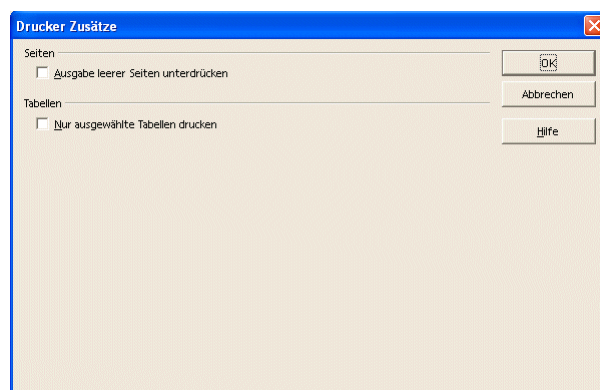 Drucker Zusätze
Seiten
Ausgabe leerer Seiten unterdrücken
Tabellen
Nur ausgewählte Tabellen drucken
OK
Abbrechen
Hilfe